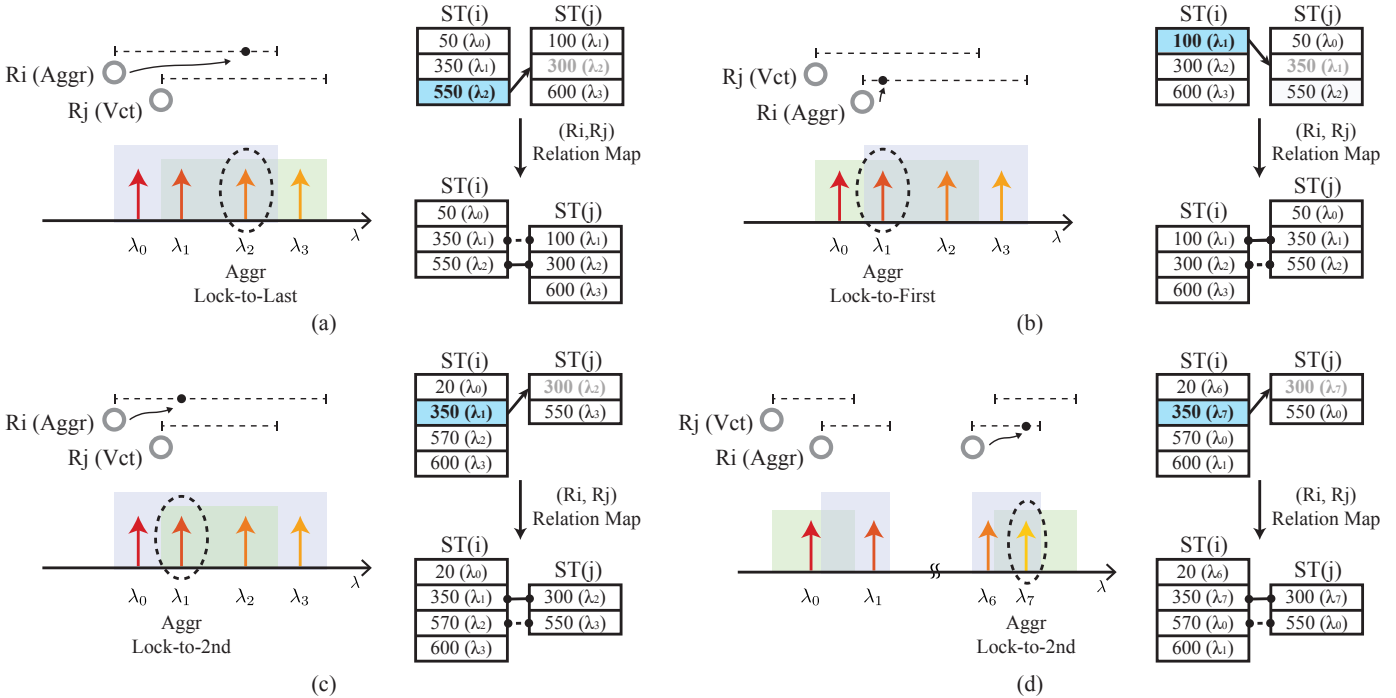 ST(i)
ST(j)
50 (λ0)
350 (λ1)
550 (λ2)
100 (λ1)
300 (λ2)
600 (λ3)
Ri (Aggr)
Rj (Vct)
(Ri,Rj)
Relation Map
ST(i)
50 (λ0)
350 (λ1)
550 (λ2)
ST(j)
100 (λ1)
300 (λ2)
600 (λ3)
λ0
λ1
λ2
λ3
λ
Aggr
Lock-to-Last
(a)
ST(i)
ST(j)
100 (λ1)
300 (λ2)
600 (λ3)
50 (λ0)
350 (λ1)
550 (λ2)
Rj (Vct)
Ri (Aggr)
(Ri, Rj)
Relation Map
ST(j)
50 (λ0)
350 (λ1)
550 (λ2)
ST(i)
100 (λ1)
300 (λ2)
600 (λ3)
λ0
λ1
λ2
λ3
λ
Aggr
Lock-to-First
(b)
ST(i)
ST(j)
20 (λ0)
350 (λ1)
570 (λ2)
600 (λ3)
300 (λ2)
550 (λ3)
Ri (Aggr)
Rj (Vct)
(Ri, Rj)
Relation Map
ST(i)
20 (λ0)
350 (λ1)
570 (λ2)
600 (λ3)
ST(j)
300 (λ2)
550 (λ3)
λ0
λ1
λ2
λ3
λ
Aggr
Lock-to-2nd
(c)
ST(i)
ST(j)
20 (λ6)
350 (λ7)
570 (λ0)
600 (λ1)
300 (λ7)
550 (λ0)
Rj (Vct)
Ri (Aggr)
(Ri, Rj)
Relation Map
ST(i)
20 (λ6)
350 (λ7)
570 (λ0)
600 (λ1)
ST(j)
300 (λ7)
550 (λ0)
λ0
λ1
λ6
λ7
λ
Aggr
Lock-to-2nd
(d)